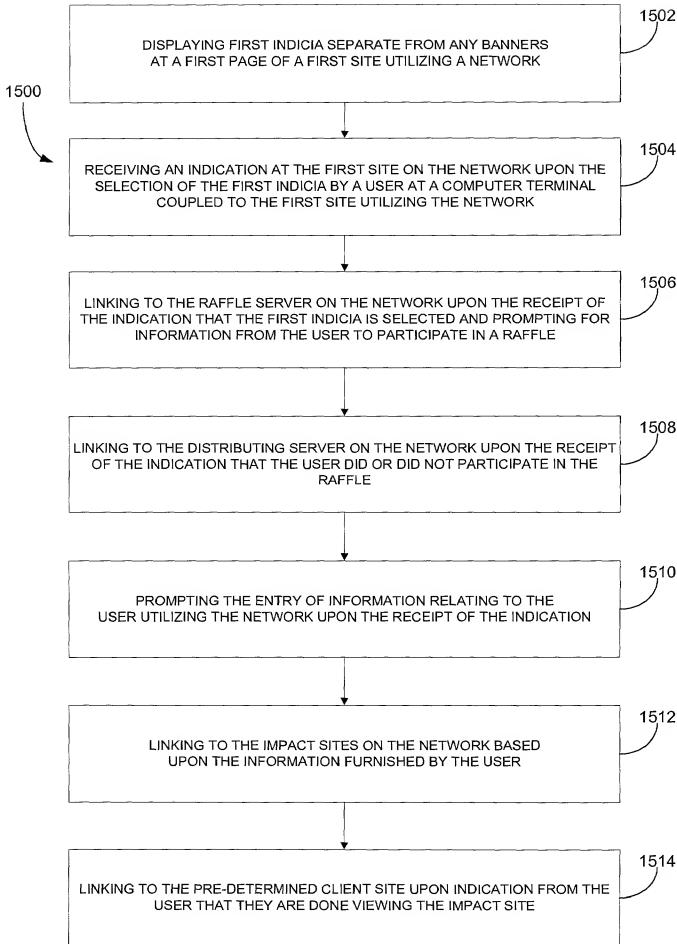 1502
DISPLAYING FIRST INDICIA SEPARATE FROM ANY BANNERS
AT A FIRST PAGE OF A FIRST SITE UTILIZING A NETWORK
1500
1504
RECEIVING AN INDICATION AT THE FIRST SITE ON THE NETWORK UPON THE
SELECTION OF THE FIRST INDICIA BY A USER AT A COMPUTER TERMINAL
COUPLED TO THE FIRST SITE UTILIZING THE NETWORK
1506
LINKING TO THE RAFFLE SERVER ON THE NETWORK UPON THE RECEIPT OF
THE INDICATION THAT THE FIRST INDICIA IS SELECTED AND PROMPTING FOR
INFORMATION FROM THE USER TO PARTICIPATE IN A RAFFLE
1508
LINKING TO THE DISTRIBUTING SERVER ON THE NETWORK UPON THE RECEIPT
OF THE INDICATION THAT THE USER DID OR DID NOT PARTICIPATE IN THE
RAFFLE
1510
PROMPTING THE ENTRY OF INFORMATION RELATING TO THE
USER UTILIZING THE NETWORK UPON THE RECEIPT OF THE INDICATION
1512
LINKING TO THE IMPACT SITES ON THE NETWORK BASED
UPON THE INFORMATION FURNISHED BY THE USER
1514
LINKING TO THE PRE-DETERMINED CLIENT SITE UPON INDICATION FROM THE
USER THAT THEY ARE DONE VIEWING THE IMPACT SITE